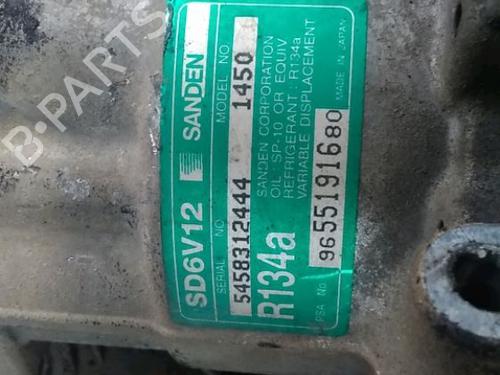 SD6V12 SANDEN
SERIAL NO. MODEL NO.
5458312444 1450
R134a
SANDEN CORPORATION
OIL: SP-10 OR EQUIV.
REFRIGERANT: R134a
VARIABLE DISPLACEMENT
PSA No. 9655191680
MADE IN JAPAN
B-PARTS